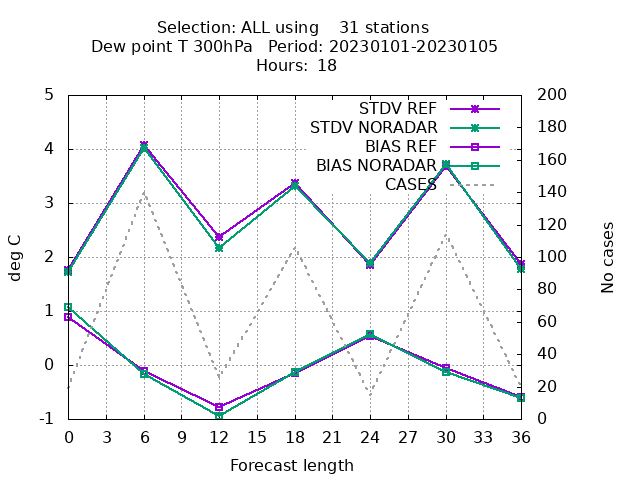 Selection: ALL using    31 stations
Dew point T 300hPa   Period: 20230101-20230105
Hours: 18
STDV REF
STDV NORADAR
BIAS REF
BIAS NORADAR
CASES
deg C
5
4
3
2
1
0
-1
200
180
160
140
120
100
80
60
40
20
0
No cases
0 3 6 9 12 15 18 21 24 27 30 33 36
Forecast length